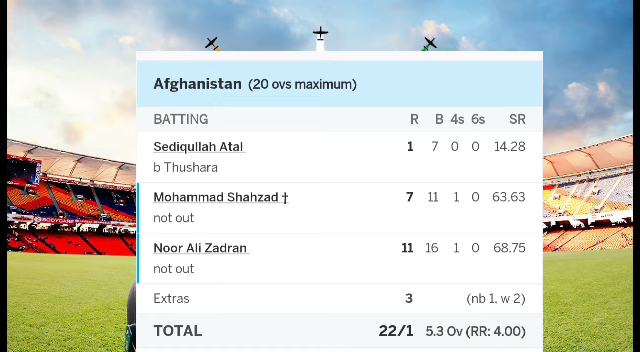 Afghanistan (20 ovs maximum)
BATTING R B 4s 6s SR
Sediqullah Atal 1 7 0 0 14.28
b Thushara
Mohammad Shahzad † 7 11 1 0 63.63
not out
Noor Ali Zadran 11 16 1 0 68.75
not out
Extras 3 (nb 1, w 2)
TOTAL 22/1 5.3 Ov (RR: 4.00)